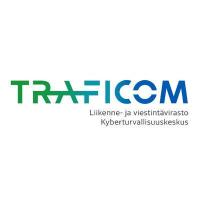 TRAFICOM
Liikenne- ja viestintävirasto
Kyberturvallisuuskeskus